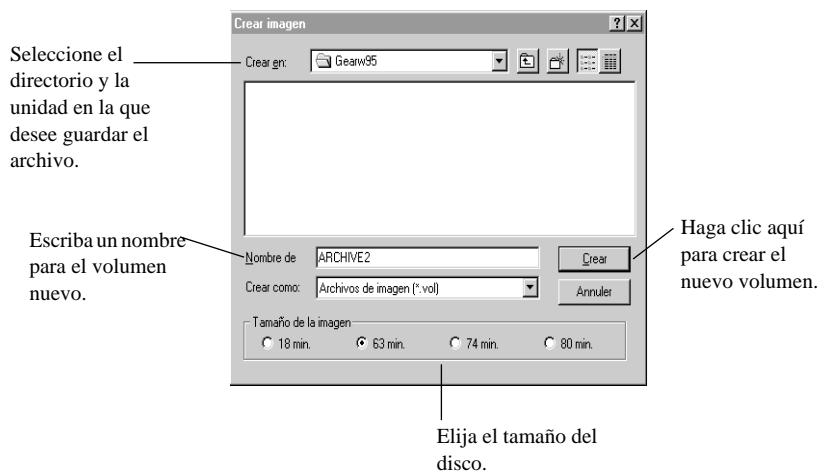 Crear imagen
Seleccione el
directorio y la
unidad en la que
desee guardar el
archivo.
Crear en:
Gearw95
Escriba un nombre
para el volumen
nuevo.
Nombre de
ARCHIVE2
Crear
Crear como:
Archivos de imagen (*.vol)
Annuler
Haga clic aquí
para crear el
nuevo volumen.
Tamaño de la imagen
18 min.
63 min.
74 min.
80 min.
Elija el tamaño del
disco.